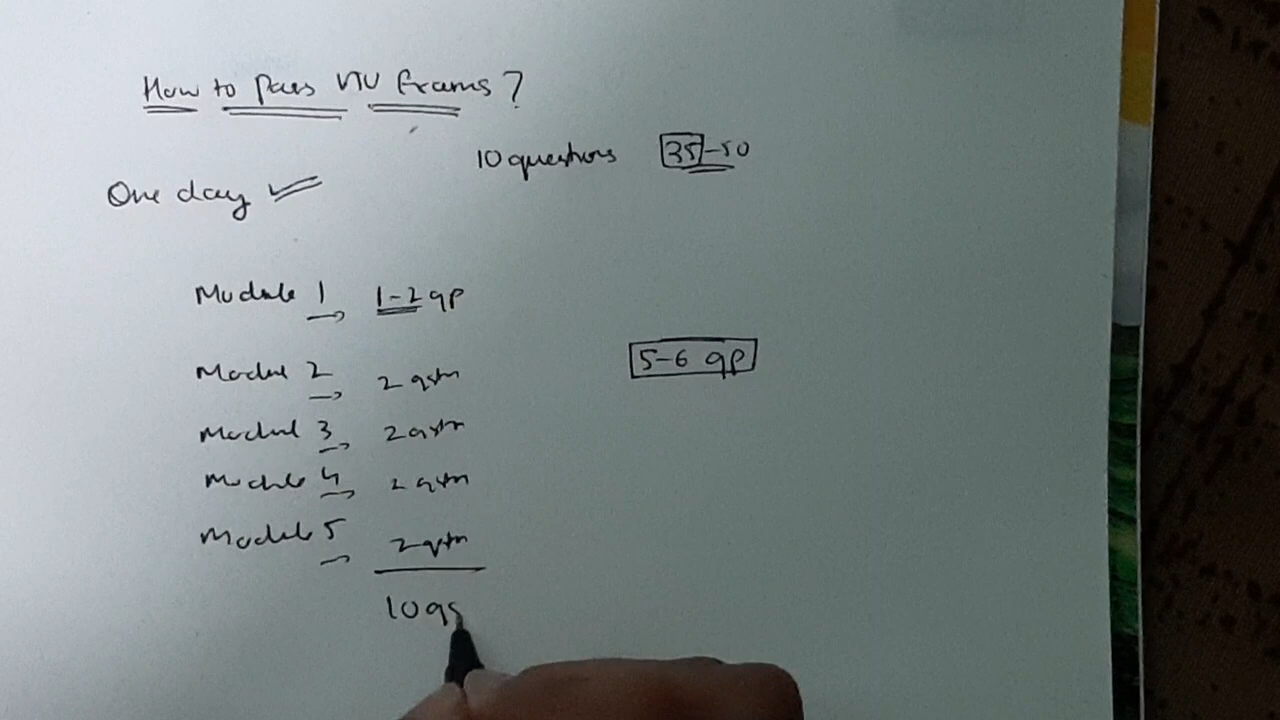 How to Pass VTU Exams?
10 questions 35-50
One day
Module 1 1-2 qp
5-6 qp
Module 2 2 qstn
Module 3 2 qstn
Module 4 2 qstn
Module 5 2 qstn
10 qs